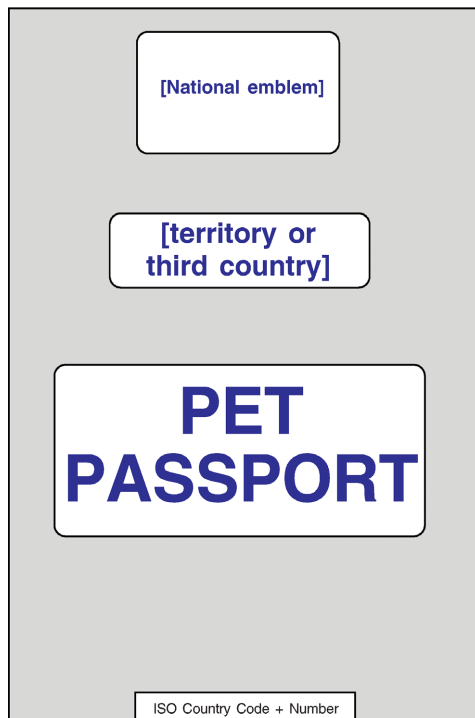 [National emblem]
[territory or
third country]
PET
PASSPORT
ISO Country Code + Number